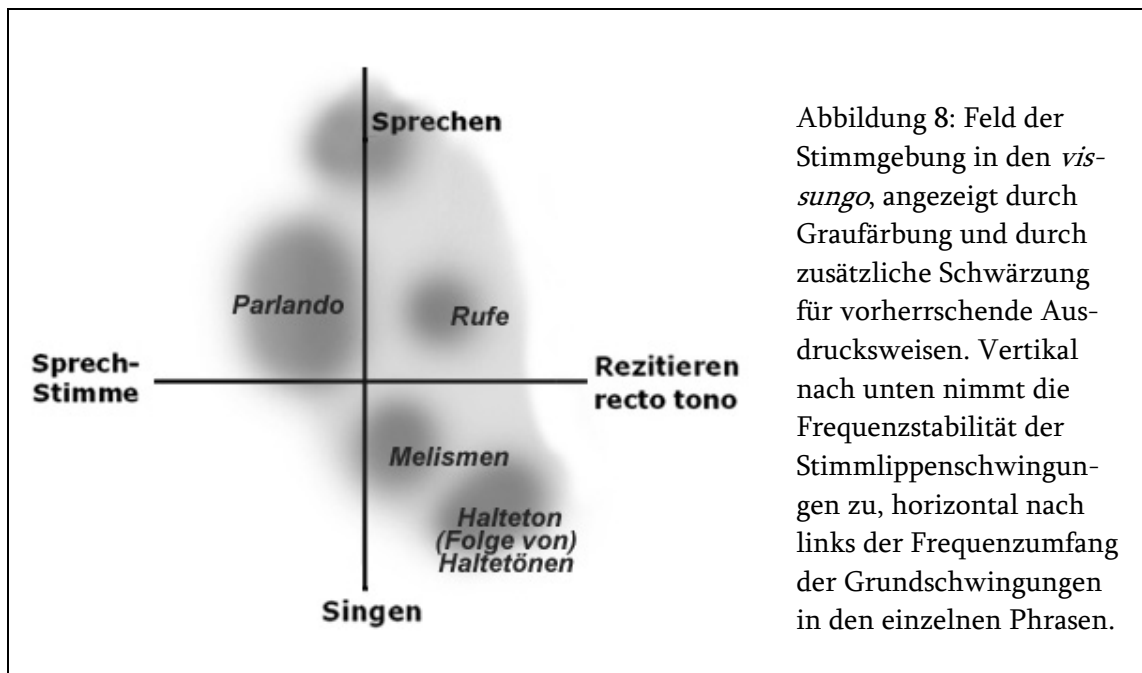 Sprechen
Parlando
Rufe
Sprech-
Stimme
Rezitieren
recto tono
Melismen
Halteton
(Folge von)
Haltetönen
Singen
Abbildung 8: Feld der
Stimmgebung in den vis-
sungo, angezeigt durch
Graufärbung und durch
zusätzliche Schwärzung
für vorherrschende Aus-
drucksweisen. Vertikal
nach unten nimmt die
Frequenzstabilität der
Stimmlippenschwingun-
gen zu, horizontal nach
links der Frequenzumfang
der Grundschwingungen
in den einzelnen Phrasen.